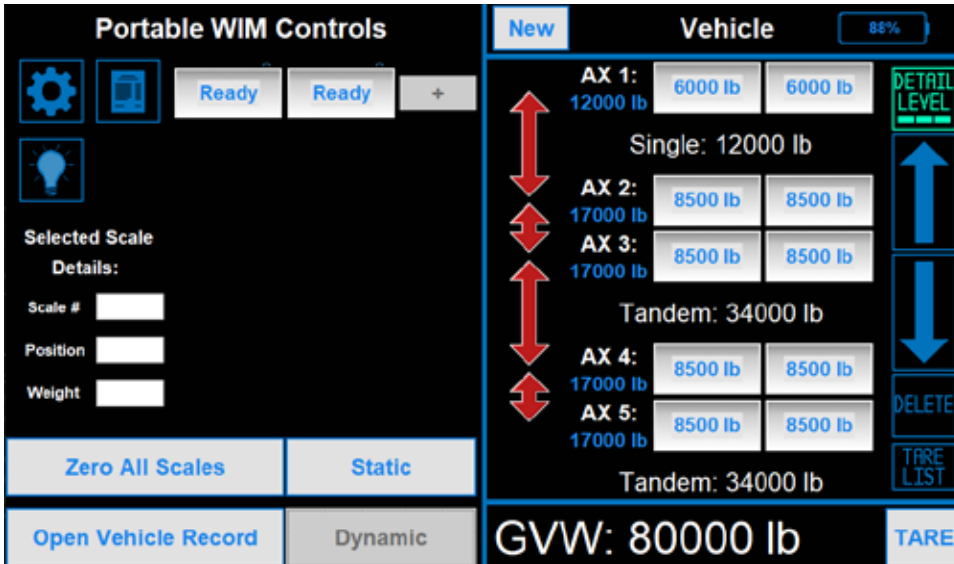 Portable WIM Controls
Ready
Ready
+
Selected Scale
Details:
Scale #
Position
Weight
Zero All Scales
Static
Open Vehicle Record
Dynamic
New
Vehicle
88%
AX 1:
12000 lb
6000 lb
6000 lb
Single: 12000 lb
AX 2:
17000 lb
8500 lb
8500 lb
AX 3:
17000 lb
8500 lb
8500 lb
Tandem: 34000 lb
AX 4:
17000 lb
8500 lb
8500 lb
AX 5:
17000 lb
8500 lb
8500 lb
Tandem: 34000 lb
GVW: 80000 lb
DETAIL
LEVEL
DELETE
TARE
LIST
TARE